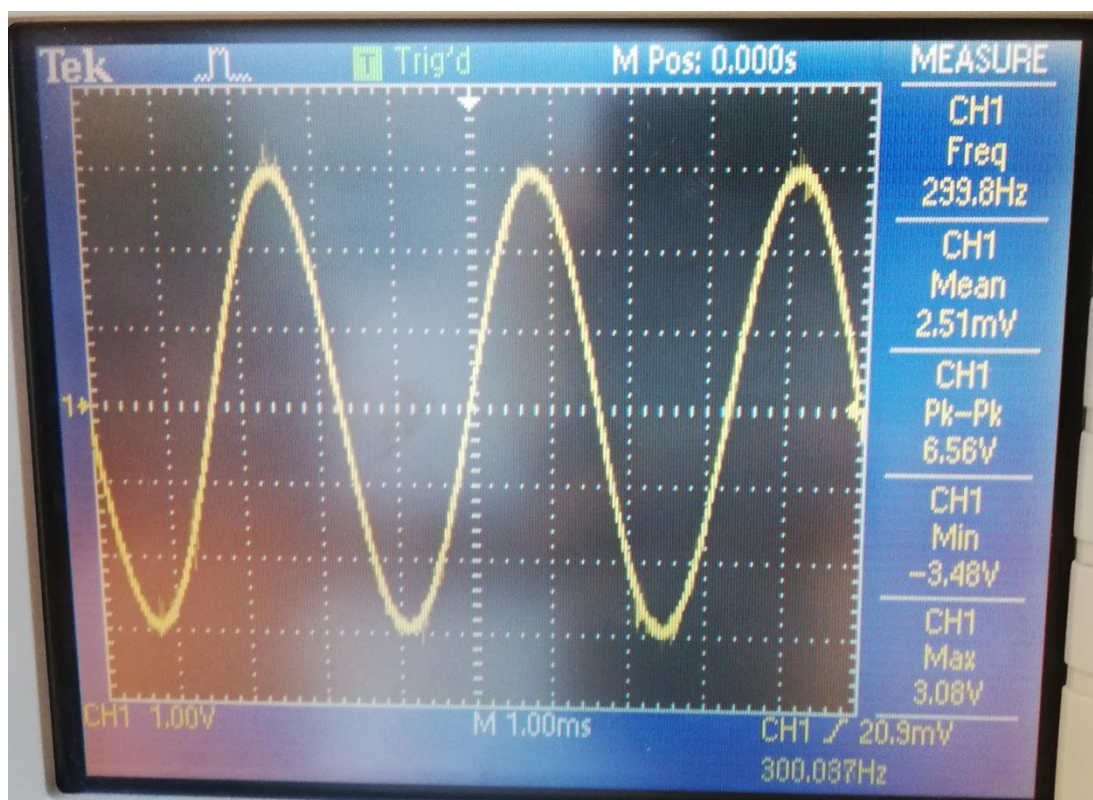 Tek T Trig'd M Pos: 0.000s MEASURE
CH1
Freq
299.8Hz
CH1
Mean
2.51mV
CH1
Pk-Pk
6.56V
CH1
Min
-3.48V
CH1
Max
3.08V
1
CH1 1.00V M 1.00ms CH1 20.9mV
300.037Hz